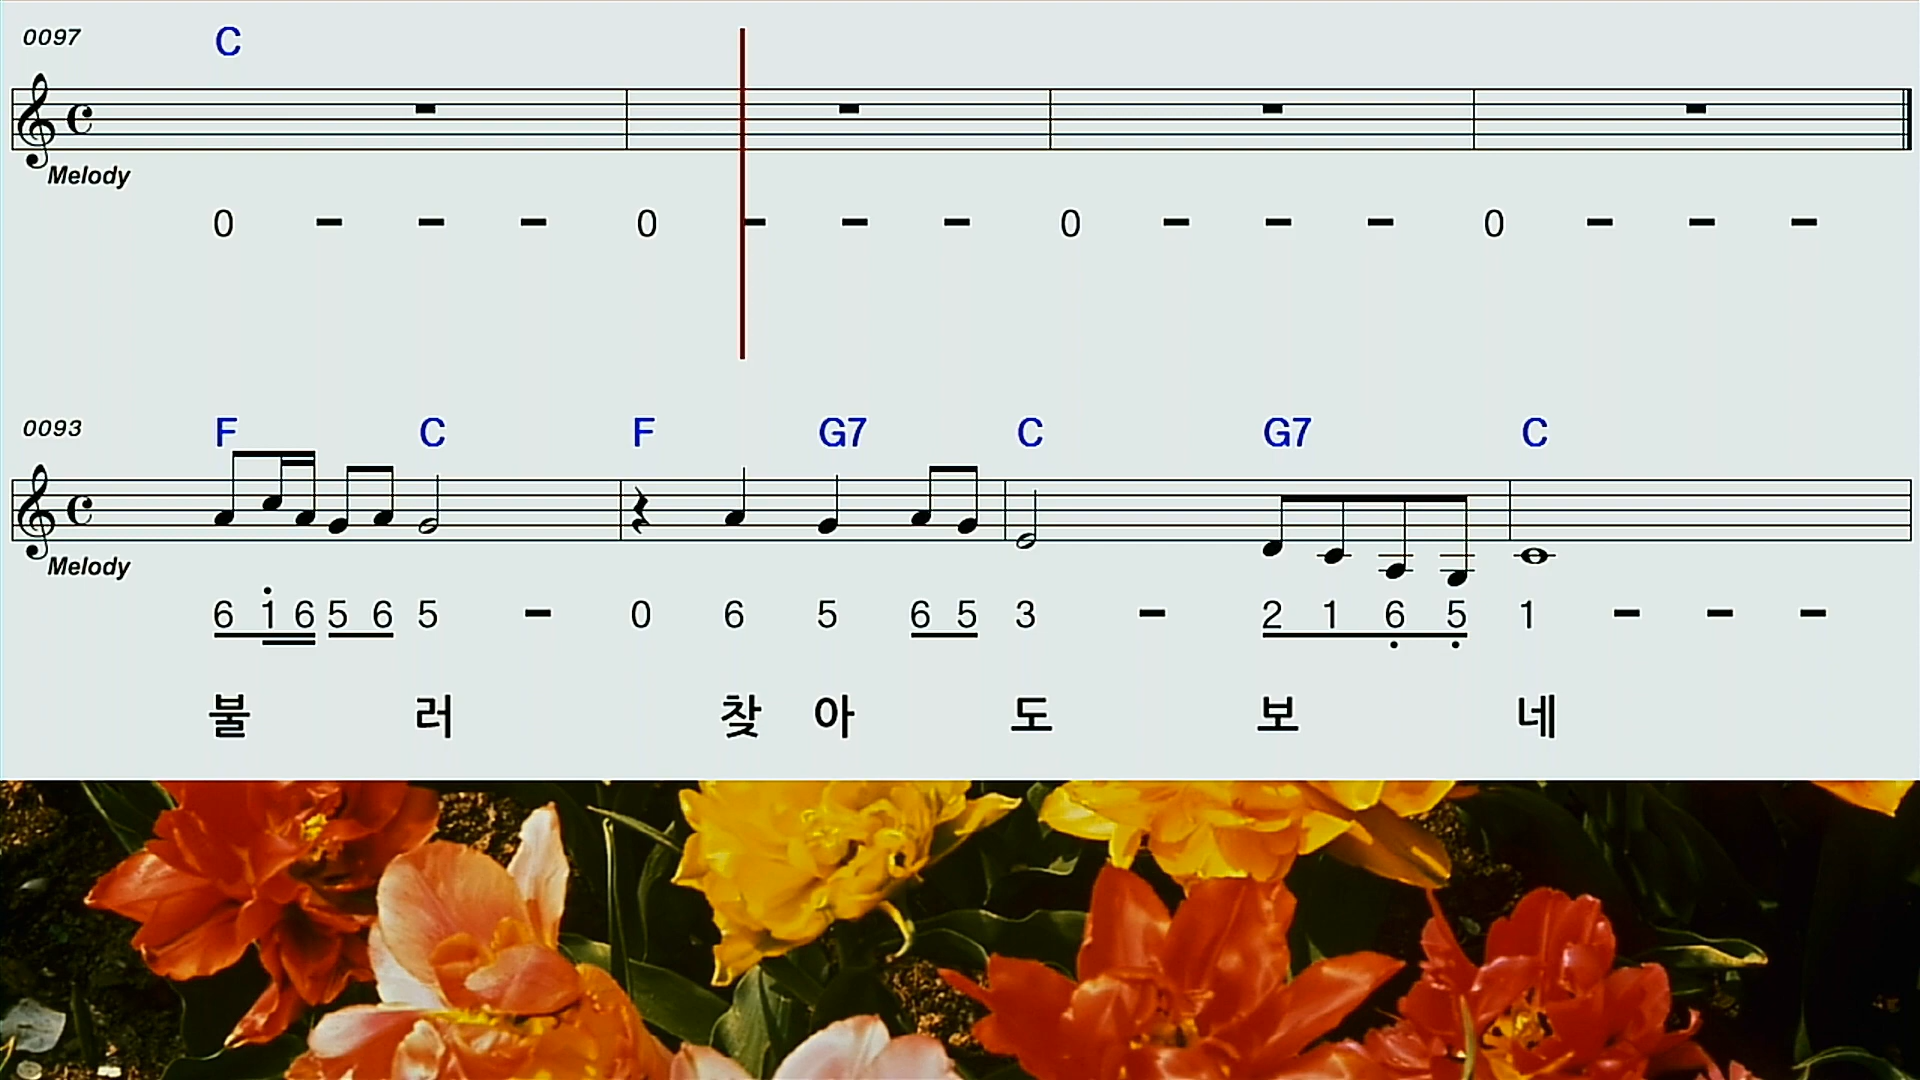 0097 C
Melody
0 - - - 0 - - - 0 - - - 0 - - -
0093 F C F G7 C G7 C
Melody
6 1 6 5 6 5 - 0 6 5 6 5 3 - 2 1 6 5 1 - - -
불 러 찾 아 도 보 네